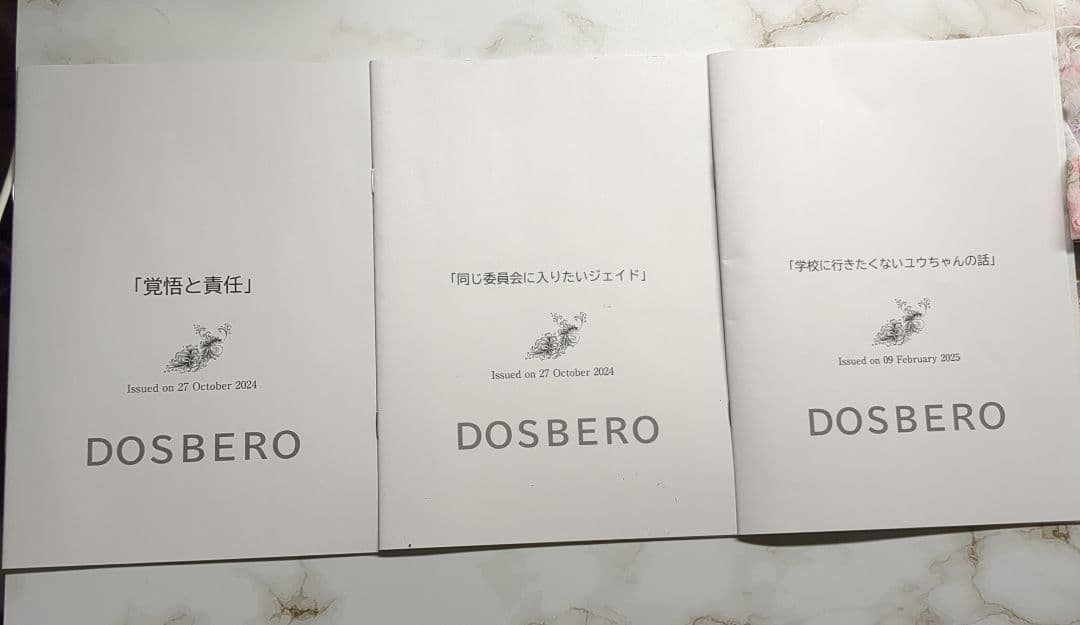 「覚悟と責任」
Issued on 27 October 2024
DOSBERO
「同じ委員会に入りたいジェイド」
Issued on 27 October 2024
DOSBERO
「学校に行きたくないユウちゃんの話」
Issued on 09 February 2025
DOSBERO